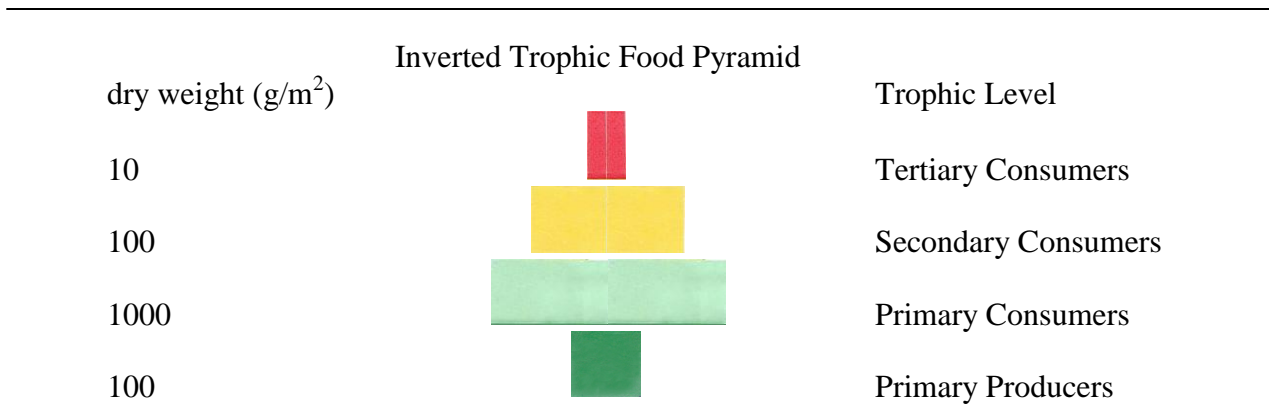 Inverted Trophic Food Pyramid
dry weight (g/m²) Trophic Level
10 Tertiary Consumers
100 Secondary Consumers
1000 Primary Consumers
100 Primary Producers